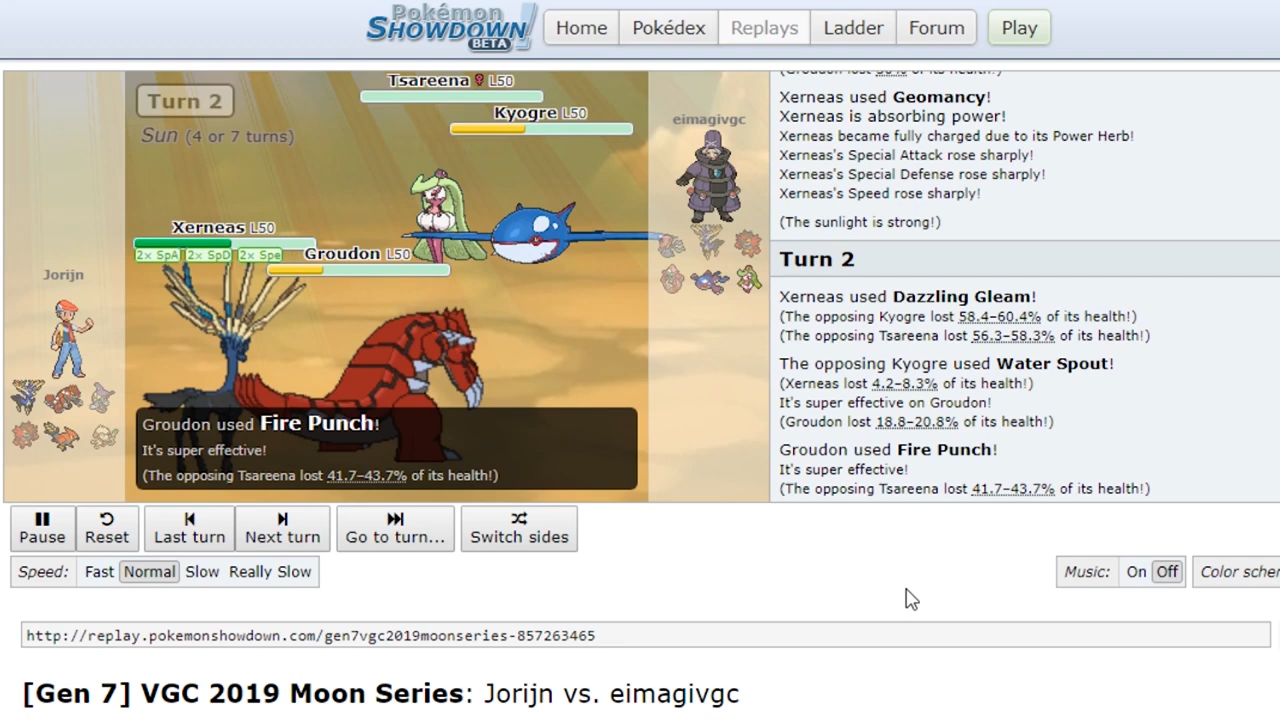 Pokémon
SHOWDOWN!
BETA
Home
Pokédex
Replays
Ladder
Forum
Play
Turn 2
Sun (4 or 7 turns)
Tsareena L50
Kyogre L50
Xerneas L50
2x SpA 2x SpD 2x Spe
Groudon L50
Jorijn
eimagivgc
Groudon used Fire Punch!
It's super effective!
(The opposing Tsareena lost 41.7–43.7% of its health!)
(Groudon lost 50% of its health!)
Xerneas used Geomancy!
Xerneas is absorbing power!
Xerneas became fully charged due to its Power Herb!
Xerneas's Special Attack rose sharply!
Xerneas's Special Defense rose sharply!
Xerneas's Speed rose sharply!
(The sunlight is strong!)
Turn 2
Xerneas used Dazzling Gleam!
(The opposing Kyogre lost 58.4–60.4% of its health!)
(The opposing Tsareena lost 56.3–58.3% of its health!)
The opposing Kyogre used Water Spout!
(Xerneas lost 4.2–8.3% of its health!)
It's super effective on Groudon!
(Groudon lost 18.8–20.8% of its health!)
Groudon used Fire Punch!
It's super effective!
(The opposing Tsareena lost 41.7–43.7% of its health!)
Pause
Reset
Last turn
Next turn
Go to turn...
Switch sides
Speed: Fast Normal Slow Really Slow
Music: On Off
Color scher
http://replay.pokemonshowdown.com/gen7vgc2019moonseries-857263465
[Gen 7] VGC 2019 Moon Series: Jorijn vs. eimagivgc